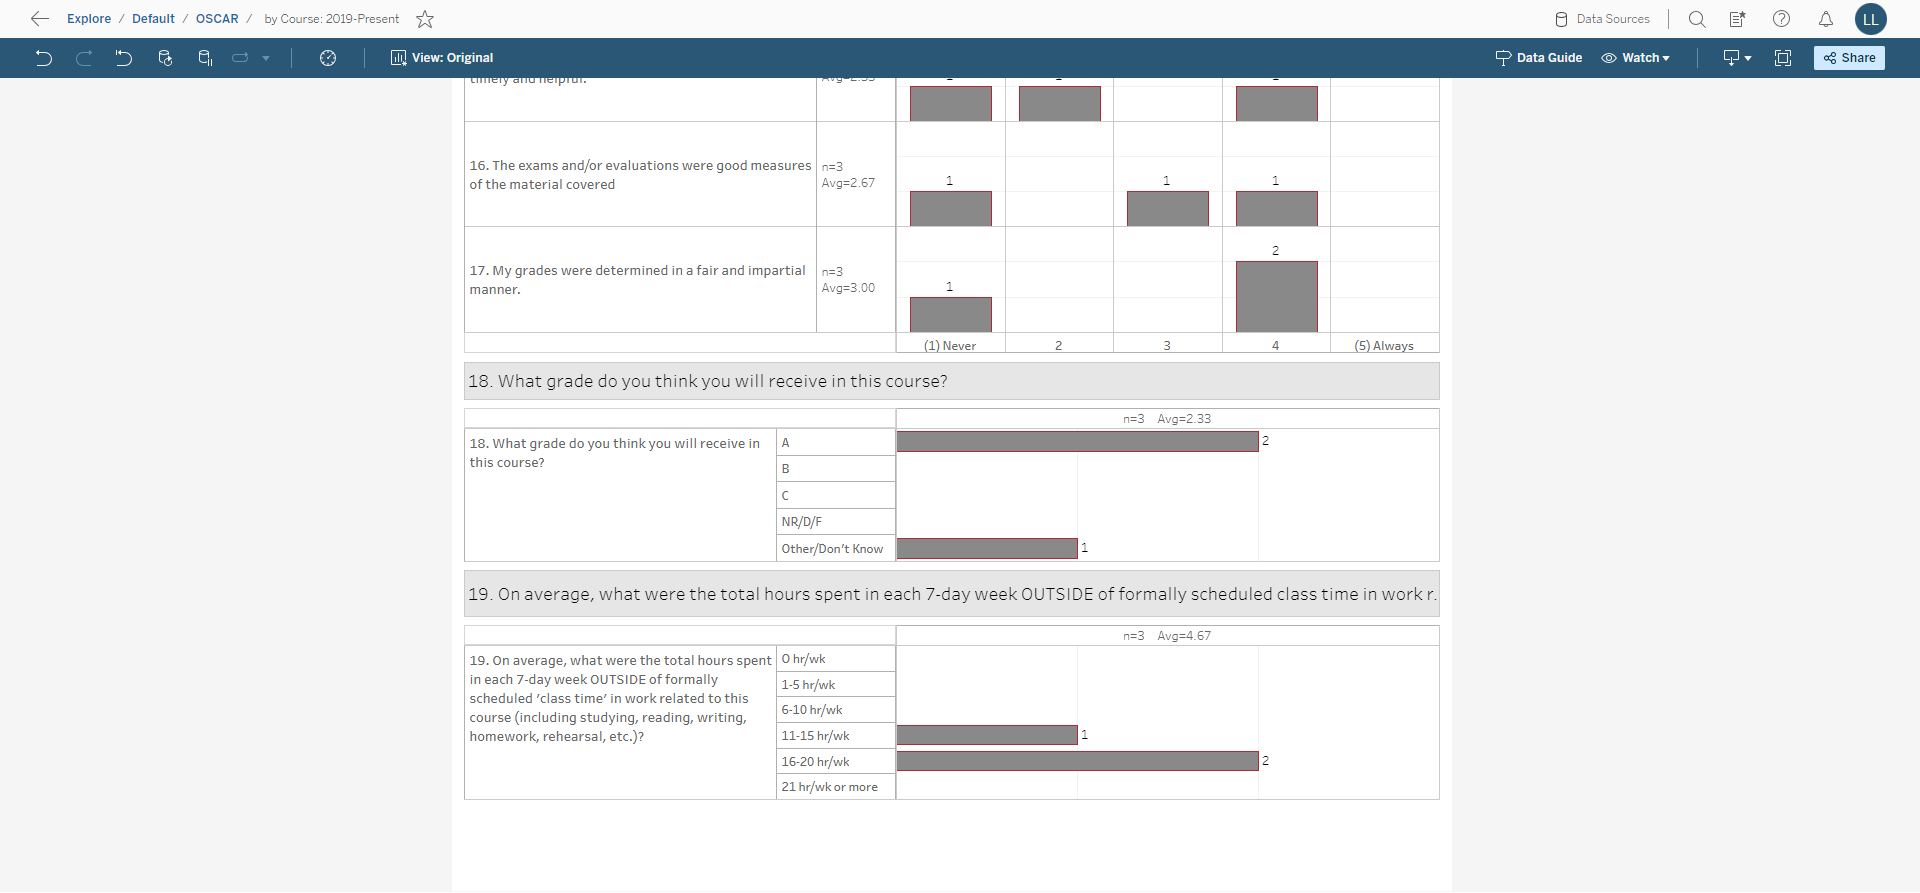 Explore / Default / OSCAR / by Course: 2019-Present
Data Sources
LL
View: Original
Data Guide
Watch
Share
timely and helpful.
Avg=2.33
1 1 1
16. The exams and/or evaluations were good measures
of the material covered
n=3
Avg=2.67
1 1 1
17. My grades were determined in a fair and impartial
manner.
n=3
Avg=3.00
1 2
(1) Never 2 3 4 (5) Always
18. What grade do you think you will receive in this course?
n=3 Avg=2.33
18. What grade do you think you will receive in
this course?
A 2
B
C
NR/D/F
Other/Don't Know 1
19. On average, what were the total hours spent in each 7-day week OUTSIDE of formally scheduled class time in work r.
n=3 Avg=4.67
19. On average, what were the total hours spent
in each 7-day week OUTSIDE of formally
scheduled ‘class time’ in work related to this
course (including studying, reading, writing,
homework, rehearsal, etc.)?
0 hr/wk
1-5 hr/wk
6-10 hr/wk
11-15 hr/wk 1
16-20 hr/wk 2
21 hr/wk or more